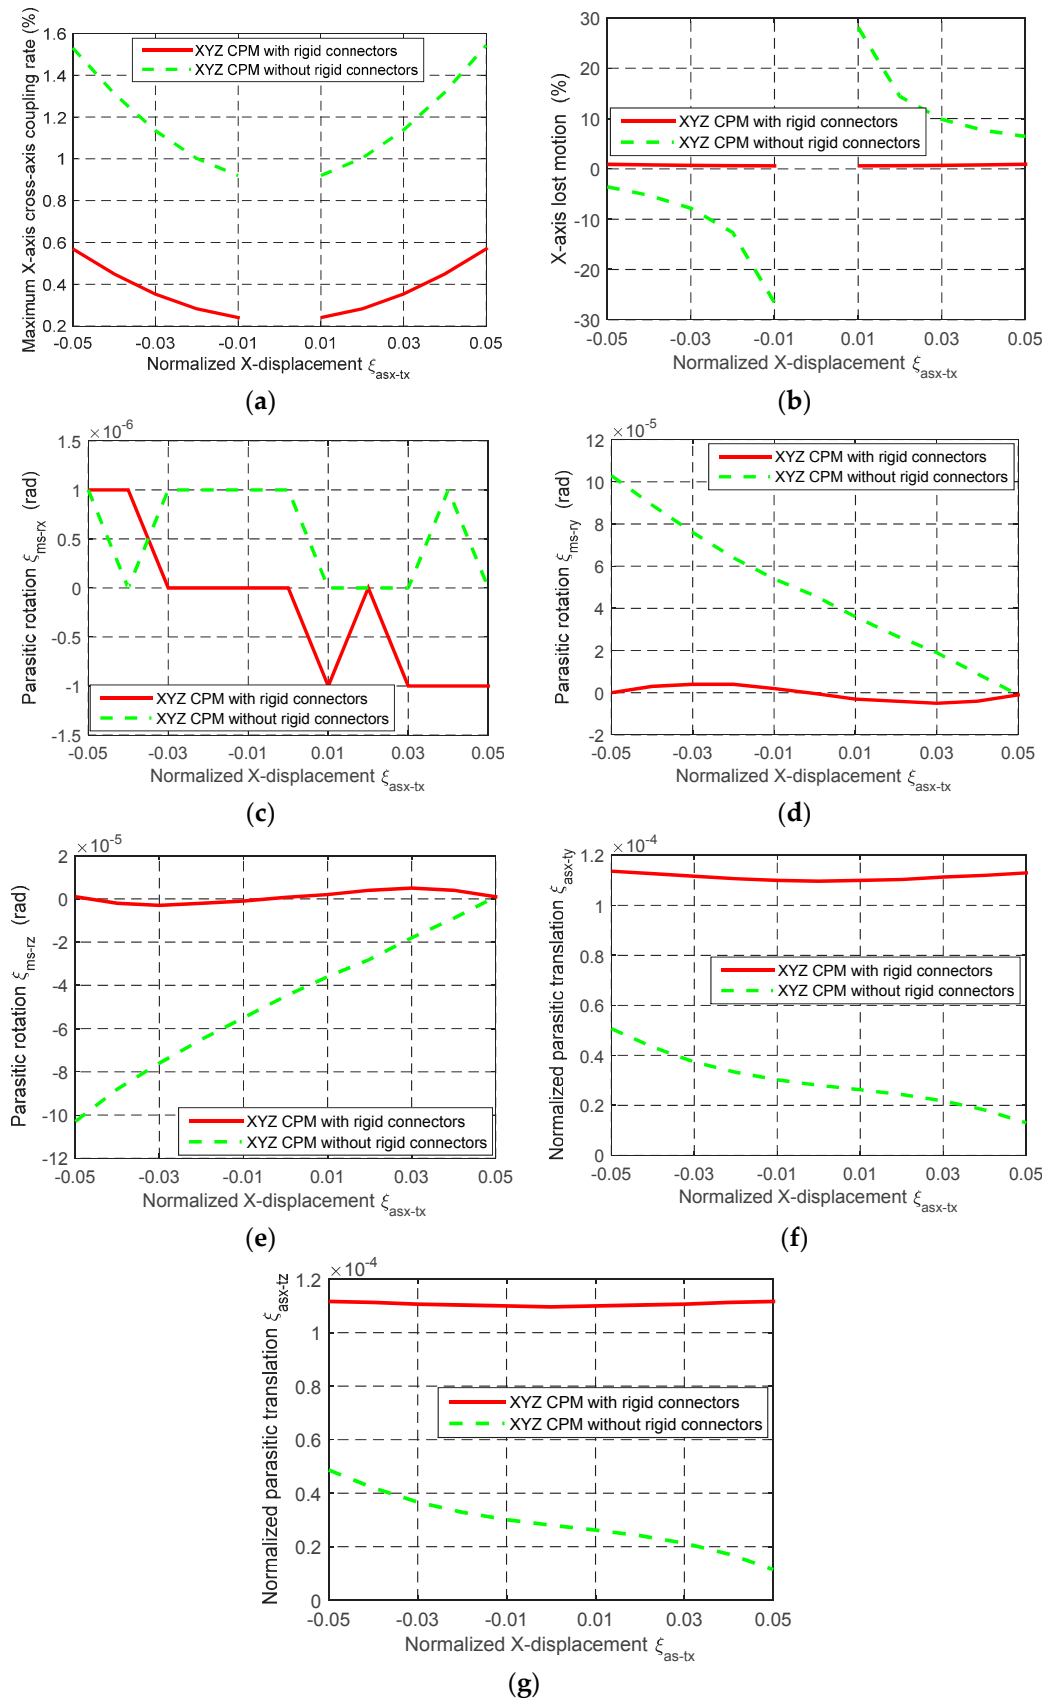 Maximum X-axis cross-axis coupling rate (%)
1.6
1.4
1.2
1
0.8
0.6
0.4
0.2
XYZ CPM with rigid connectors
XYZ CPM without rigid connectors
-0.05 -0.03 -0.01 0.01 0.03 0.05
Normalized X-displacement ξasx-tx
(a)
X-axis lost motion (%)
30
20
10
0
-10
-20
-30
XYZ CPM with rigid connectors
XYZ CPM without rigid connectors
-0.05 -0.03 -0.01 0.01 0.03 0.05
Normalized X-displacement ξasx-tx
(b)
×10-6
Parasitic rotation ξms-rx (rad)
1.5
1
0.5
0
-0.5
-1
-1.5
XYZ CPM with rigid connectors
XYZ CPM without rigid connectors
-0.05 -0.03 -0.01 0.01 0.03 0.05
Normalized X-displacement ξasx-tx
(c)
×10-5
Parasitic rotation ξms-ry (rad)
12
10
8
6
4
2
0
-2
XYZ CPM with rigid connectors
XYZ CPM without rigid connectors
-0.05 -0.03 -0.01 0.01 0.03 0.05
Normalized X-displacement ξasx-tx
(d)
×10-5
Parasitic rotation ξms-rz (rad)
2
0
-2
-4
-6
-8
-10
-12
XYZ CPM with rigid connectors
XYZ CPM without rigid connectors
-0.05 -0.03 -0.01 0.01 0.03 0.05
Normalized X-displacement ξasx-tx
(e)
×10-4
Normalized parasitic translation ξasx-ty
1.2
1
0.8
0.6
0.4
0.2
0
XYZ CPM with rigid connectors
XYZ CPM without rigid connectors
-0.05 -0.03 -0.01 0.01 0.03 0.05
Normalized X-displacement ξasx-tx
(f)
×10-4
Normalized parasitic translation ξasx-tz
1.2
1
0.8
0.6
0.4
0.2
0
XYZ CPM with rigid connectors
XYZ CPM without rigid connectors
-0.05 -0.03 -0.01 0.01 0.03 0.05
Normalized X-displacement ξas-tx
(g)